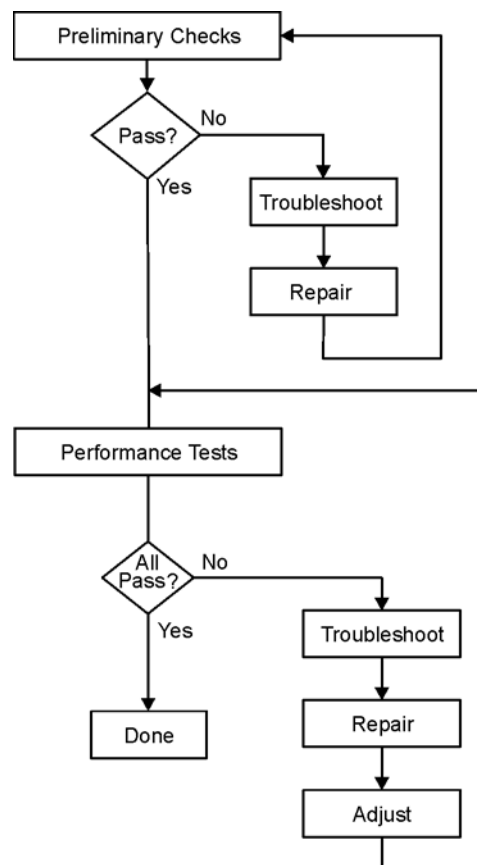 Preliminary Checks
Pass?
No
Yes
Troubleshoot
Repair
Performance Tests
All
Pass?
No
Yes
Troubleshoot
Done
Repair
Adjust